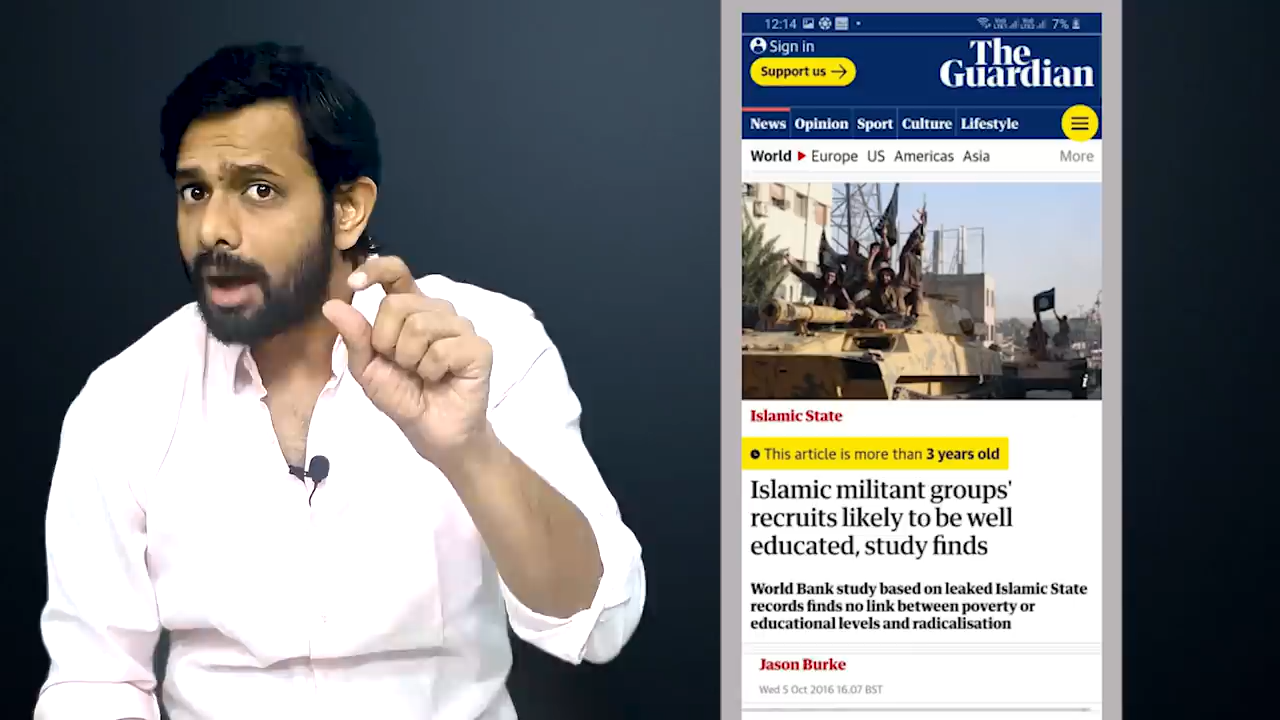 12:14
7%
Sign in
Support us →
The
Guardian
News Opinion Sport Culture Lifestyle
World Europe US Americas Asia More
Islamic State
This article is more than 3 years old
Islamic militant groups'
recruits likely to be well
educated, study finds
World Bank study based on leaked Islamic State
records finds no link between poverty or
educational levels and radicalisation
Jason Burke
Wed 5 Oct 2016 16.07 BST